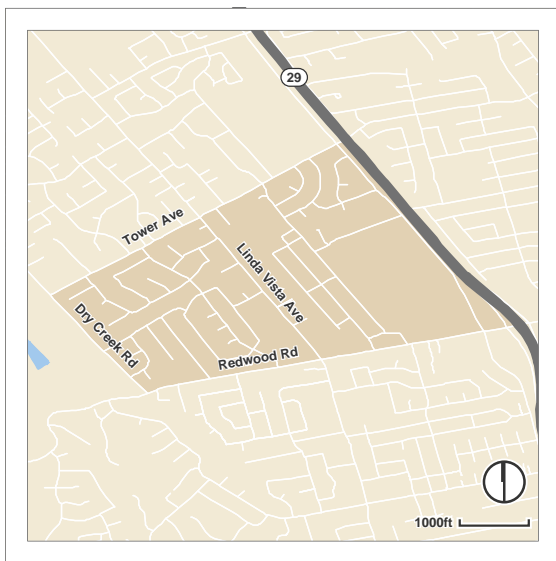 29
Tower Ave
Linda Vista Ave
Dry Creek Rd
Redwood Rd
1000ft